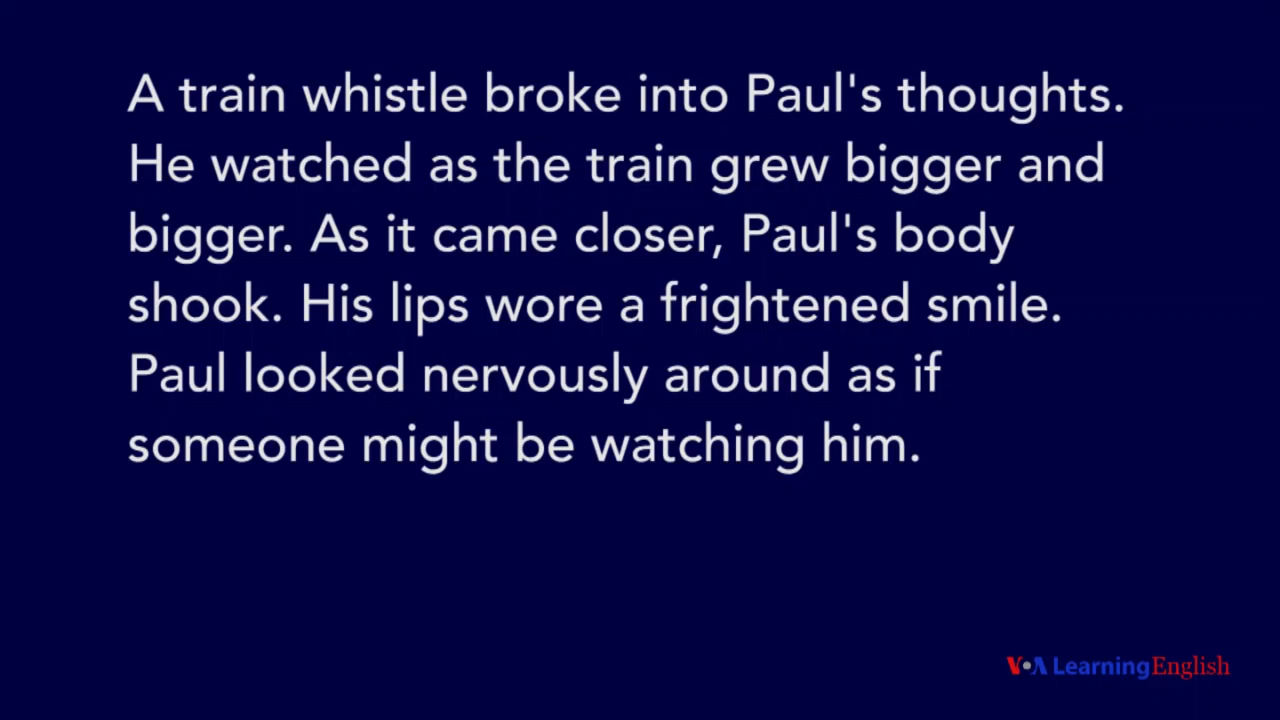 A train whistle broke into Paul's thoughts.
He watched as the train grew bigger and
bigger. As it came closer, Paul's body
shook. His lips wore a frightened smile.
Paul looked nervously around as if
someone might be watching him.
VOA Learning English